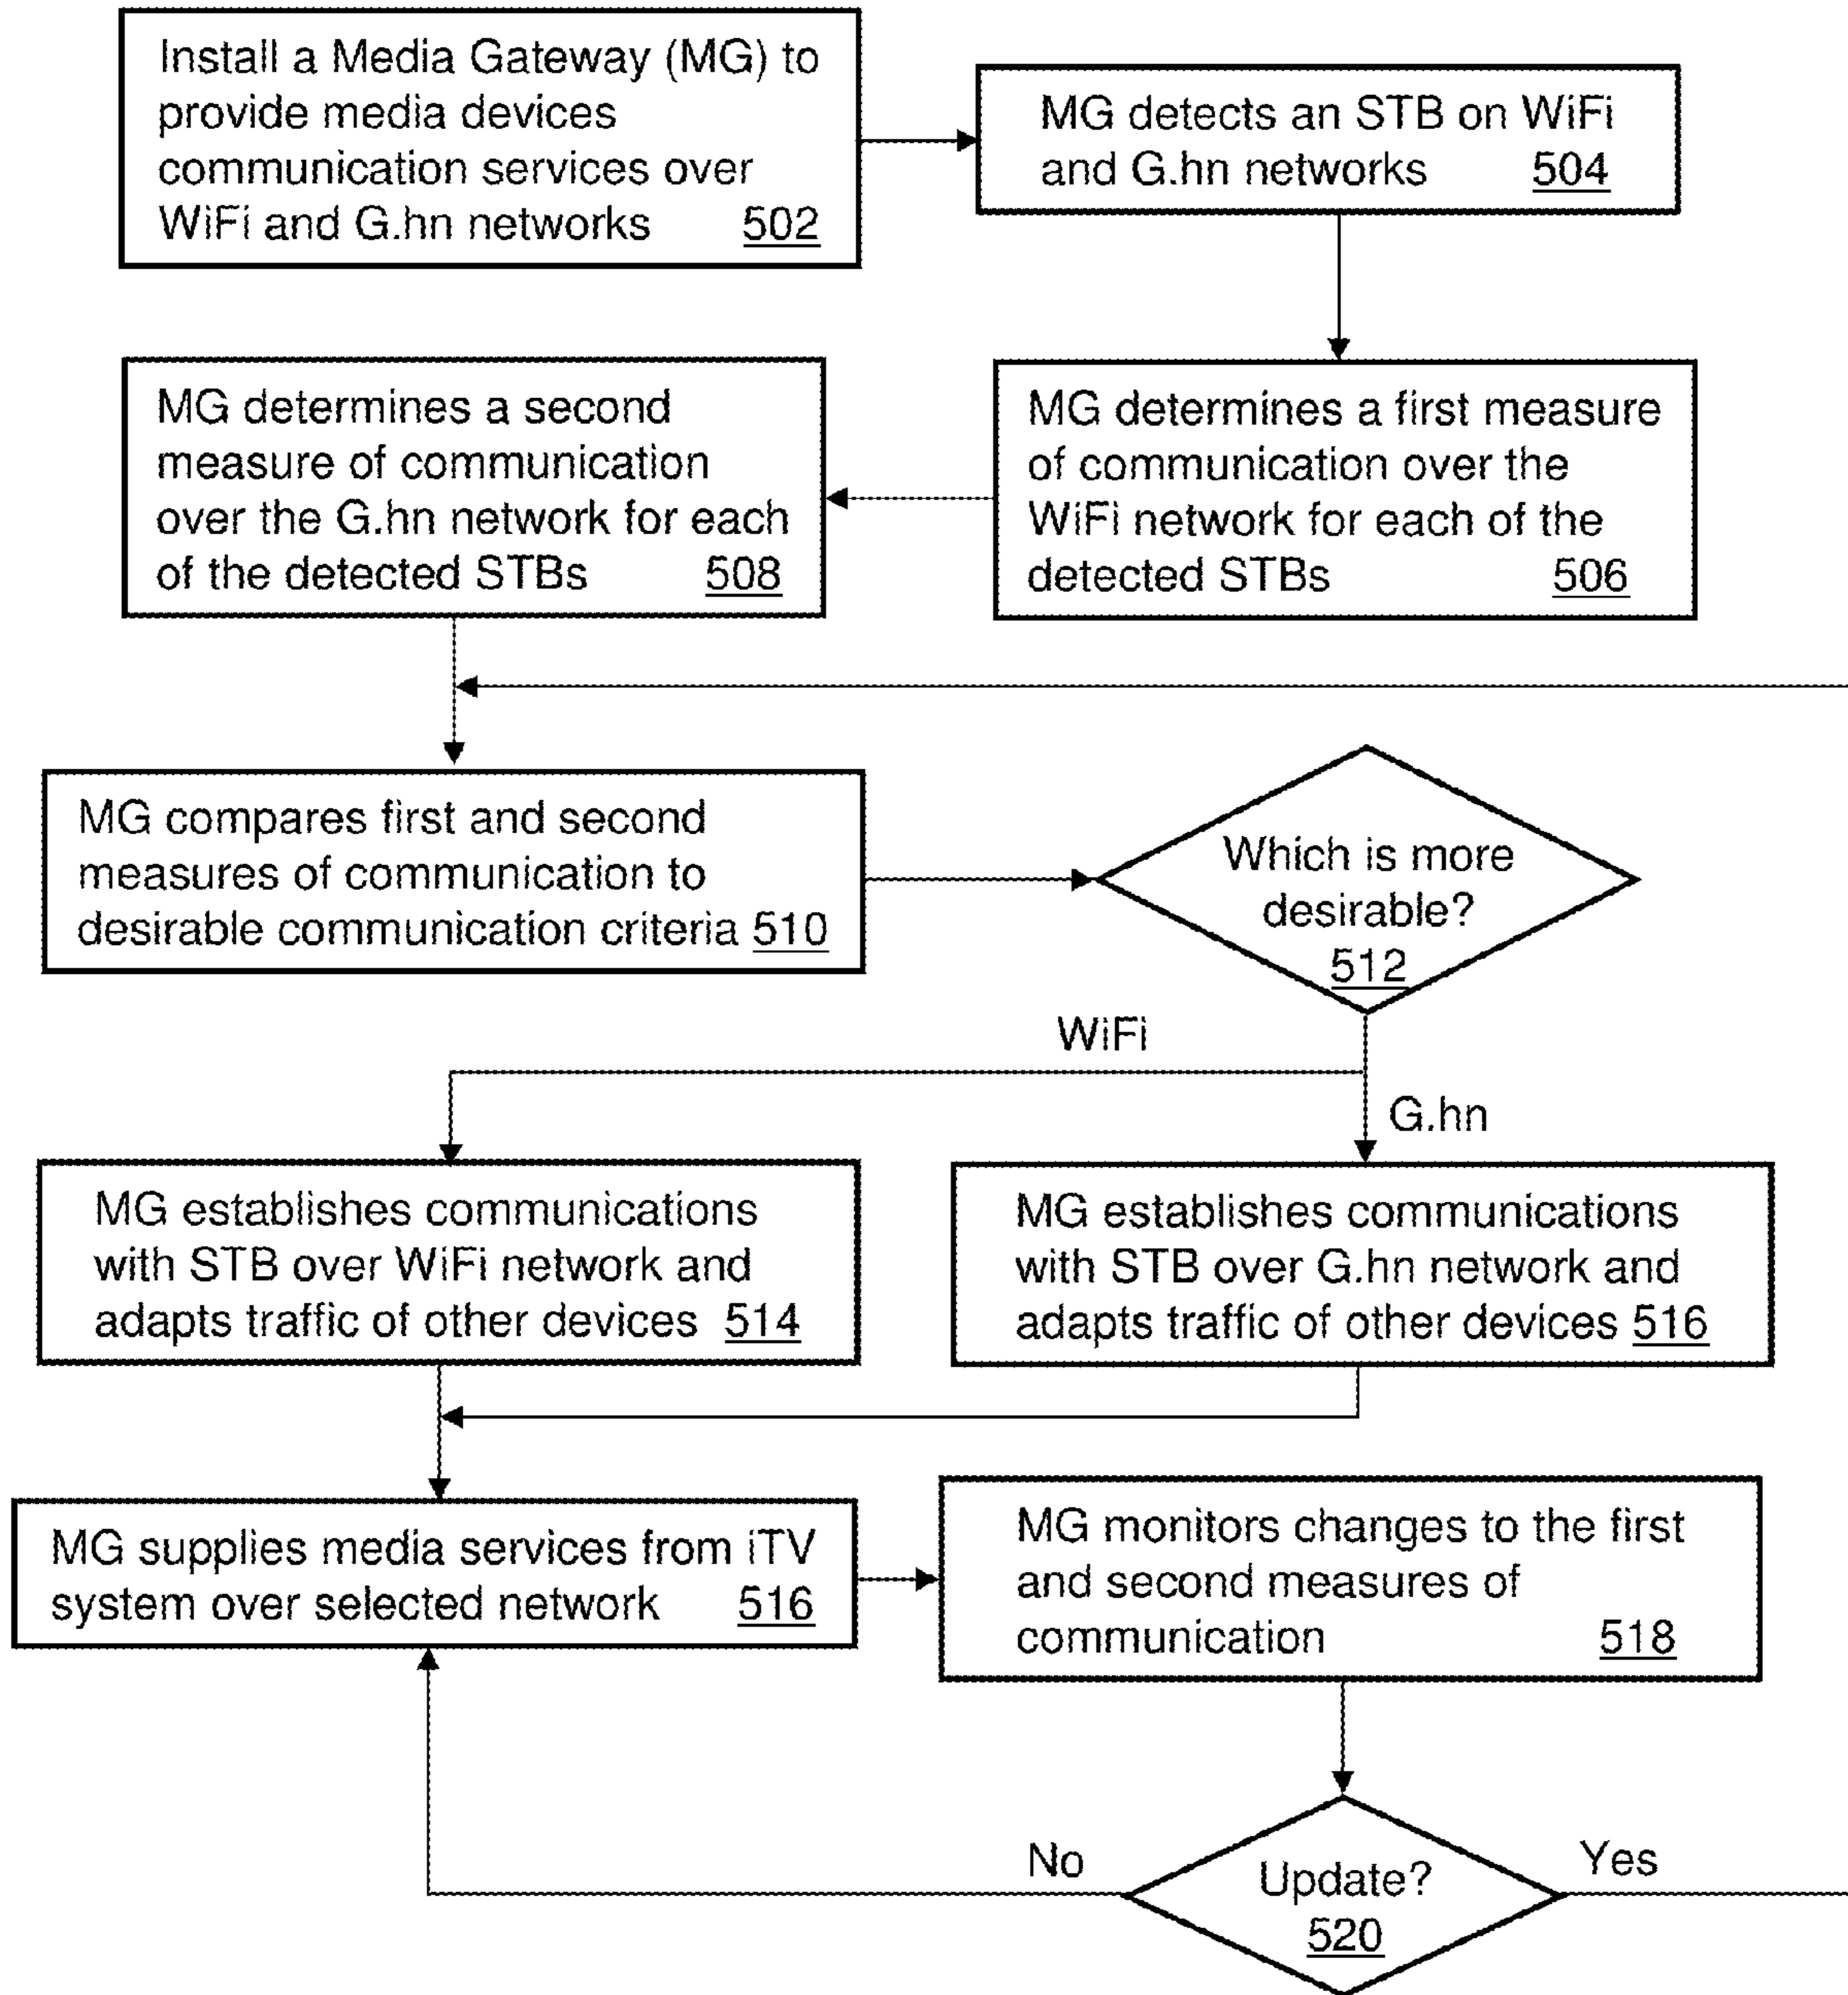 Install a Media Gateway (MG) to
provide media devices
communication services over
WiFi and G.hn networks 502
MG detects an STB on WiFi
and G.hn networks 504
MG determines a first measure
of communication over the
WiFi network for each of the
detected STBs 506
MG determines a second
measure of communication
over the G.hn network for each
of the detected STBs 508
MG compares first and second
measures of communication to
desirable communication criteria 510
Which is more
desirable?
512
WiFi
G.hn
MG establishes communications
with STB over WiFi network and
adapts traffic of other devices 514
MG establishes communications
with STB over G.hn network and
adapts traffic of other devices 516
MG supplies media services from iTV
system over selected network 516
MG monitors changes to the first
and second measures of
communication 518
Update?
520
No
Yes